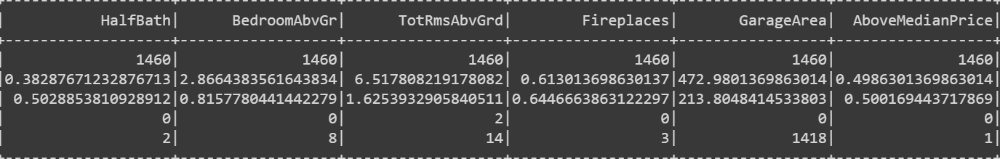 +--------------------+------------------+------------------+------------------+-----------------+------------------+
|            HalfBath|      BedroomAbvGr|      TotRmsAbvGrd|        Fireplaces|       GarageArea|  AboveMedianPrice|
+--------------------+------------------+------------------+------------------+-----------------+------------------+
|                1460|              1460|              1460|              1460|             1460|              1460|
|0.38287671232876713|2.8664383561643834| 6.517808219178082| 0.613013698630137|472.9801369863014|0.4986301369863014|
| 0.5028853810928912|0.8157780441442279|1.6253932905840511|0.6446663863122297|213.8048414533803| 0.500169443717869|
|                   0|                 0|                 2|                 0|                0|                 0|
|                   2|                 8|                14|                 3|             1418|                 1|
+--------------------+------------------+------------------+------------------+-----------------+------------------+